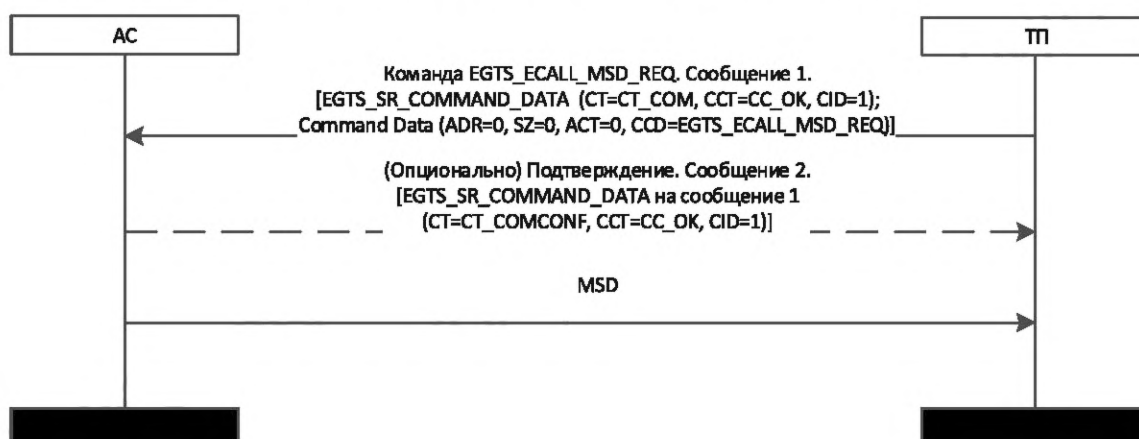 АС
ТП
Команда EGTS_ECALL_MSD_REQ. Сообщение 1.
[EGTS_SR_COMMAND_DATA (CT=CT_COM, CCT=CC_OK, CID=1);
Command Data (ADR=0, SZ=0, ACT=0, CCD=EGTS_ECALL_MSD_REQ)]
(Опционально) Подтверждение. Сообщение 2.
[EGTS_SR_COMMAND_DATA на сообщение 1
(CT=CT_COMCONF, CCT=CC_OK, CID=1)]
MSD